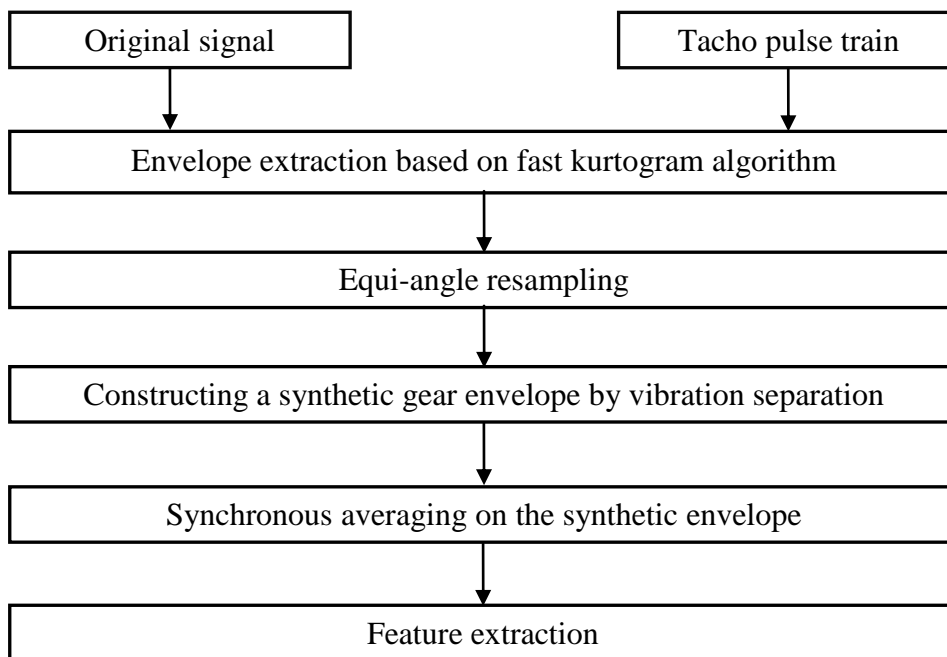 Original signal
Tacho pulse train
Envelope extraction based on fast kurtogram algorithm
Equi-angle resampling
Constructing a synthetic gear envelope by vibration separation
Synchronous averaging on the synthetic envelope
Feature extraction